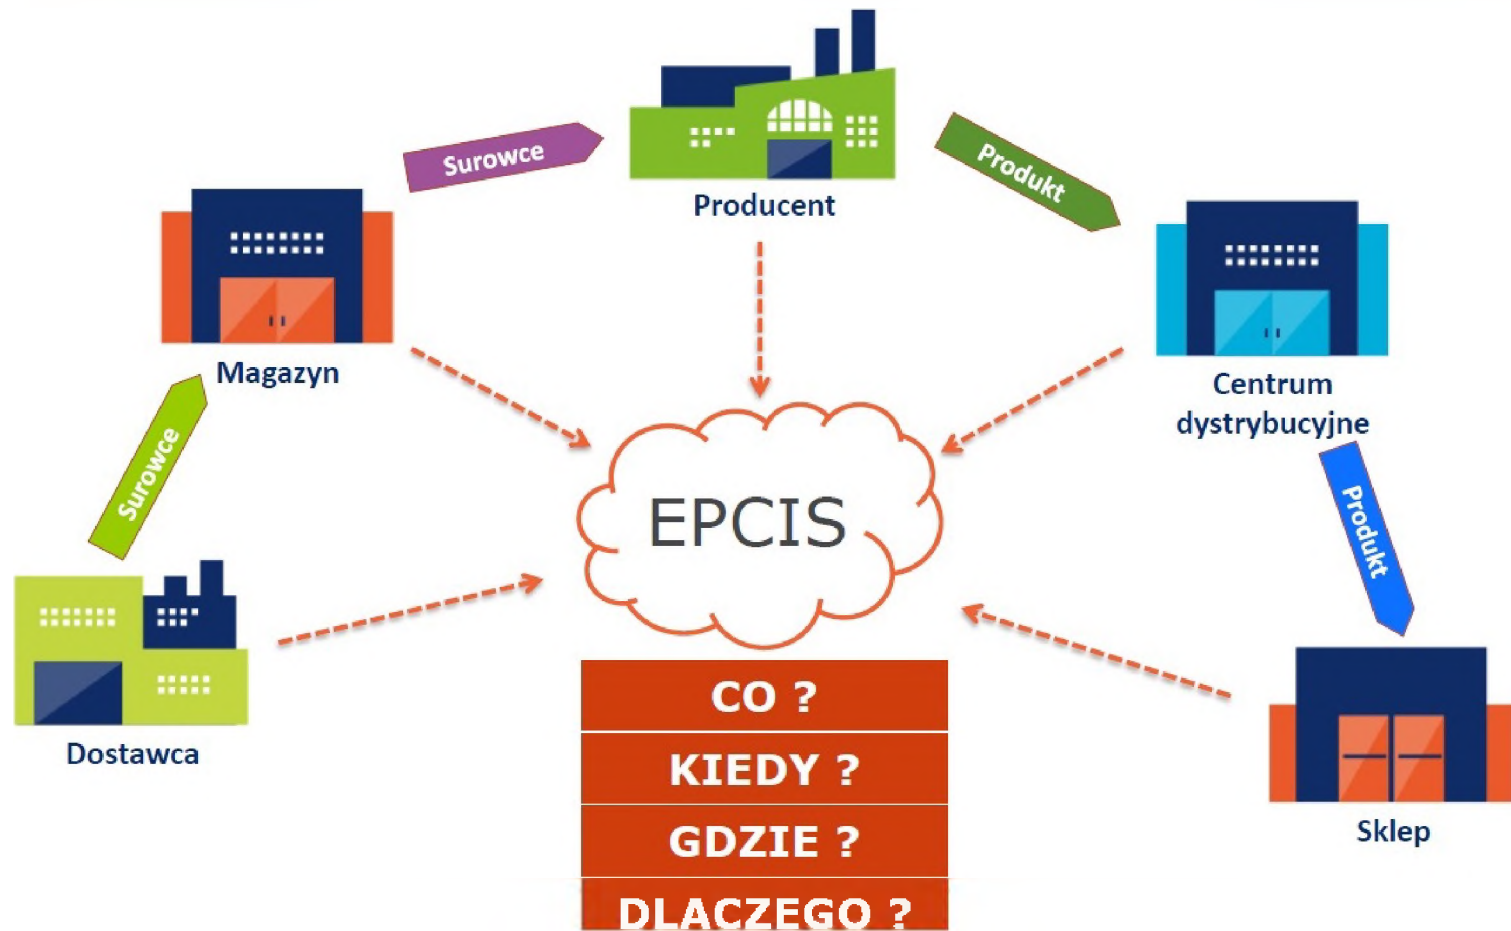 Surowce
Producent
Produkt
Magazyn
Centrum
dystrybucyjne
Surowce
Produkt
EPCIS
Dostawca
Sklep
CO ?
KIEDY ?
GDZIE ?
DLACZEGO ?